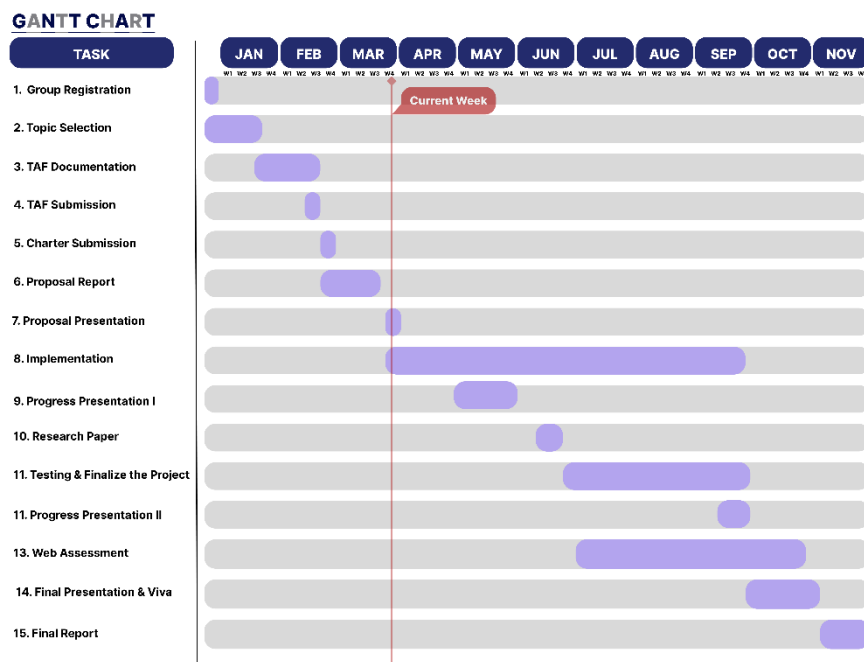 GANTT CHART
TASK JAN FEB MAR APR MAY JUN JUL AUG SEP OCT NOV
W1 W2 W3 W4 W1 W2 W3 W4 W1 W2 W3 W4 W1 W2 W3 W4 W1 W2 W3 W4 W1 W2 W3 W4 W1 W2 W3 W4 W1 W2 W3 W4 W1 W2 W3 W4 W1 W2 W3 W4 W1 W2 W3
1. Group Registration
Current Week
2. Topic Selection
3. TAF Documentation
4. TAF Submission
5. Charter Submission
6. Proposal Report
7. Proposal Presentation
8. Implementation
9. Progress Presentation I
10. Research Paper
11. Testing & Finalize the Project
11. Progress Presentation II
13. Web Assessment
14. Final Presentation & Viva
15. Final Report